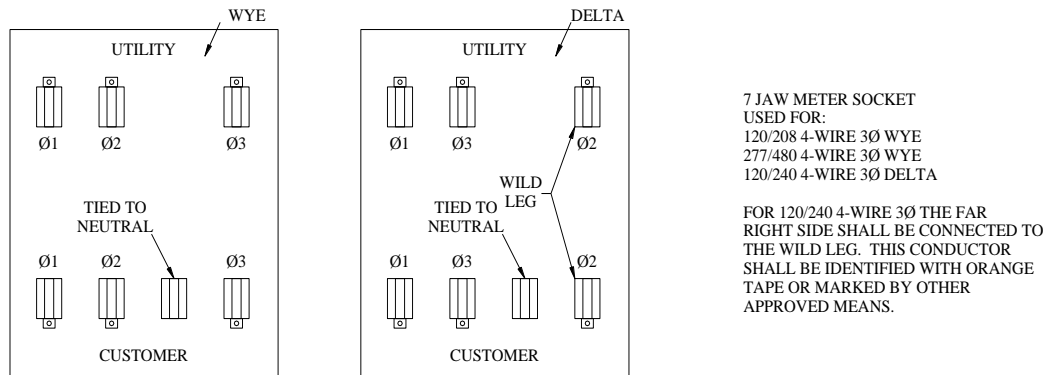 WYE
UTILITY
Ø1 Ø2 Ø3
TIED TO
NEUTRAL
Ø1 Ø2 Ø3
CUSTOMER
DELTA
UTILITY
Ø1 Ø3 Ø2
WILD
LEG
TIED TO
NEUTRAL
Ø1 Ø3 Ø2
CUSTOMER
7 JAW METER SOCKET
USED FOR:
120/208 4-WIRE 3Ø WYE
277/480 4-WIRE 3Ø WYE
120/240 4-WIRE 3Ø DELTA
FOR 120/240 4-WIRE 3Ø THE FAR
RIGHT SIDE SHALL BE CONNECTED TO
THE WILD LEG. THIS CONDUCTOR
SHALL BE IDENTIFIED WITH ORANGE
TAPE OR MARKED BY OTHER
APPROVED MEANS.